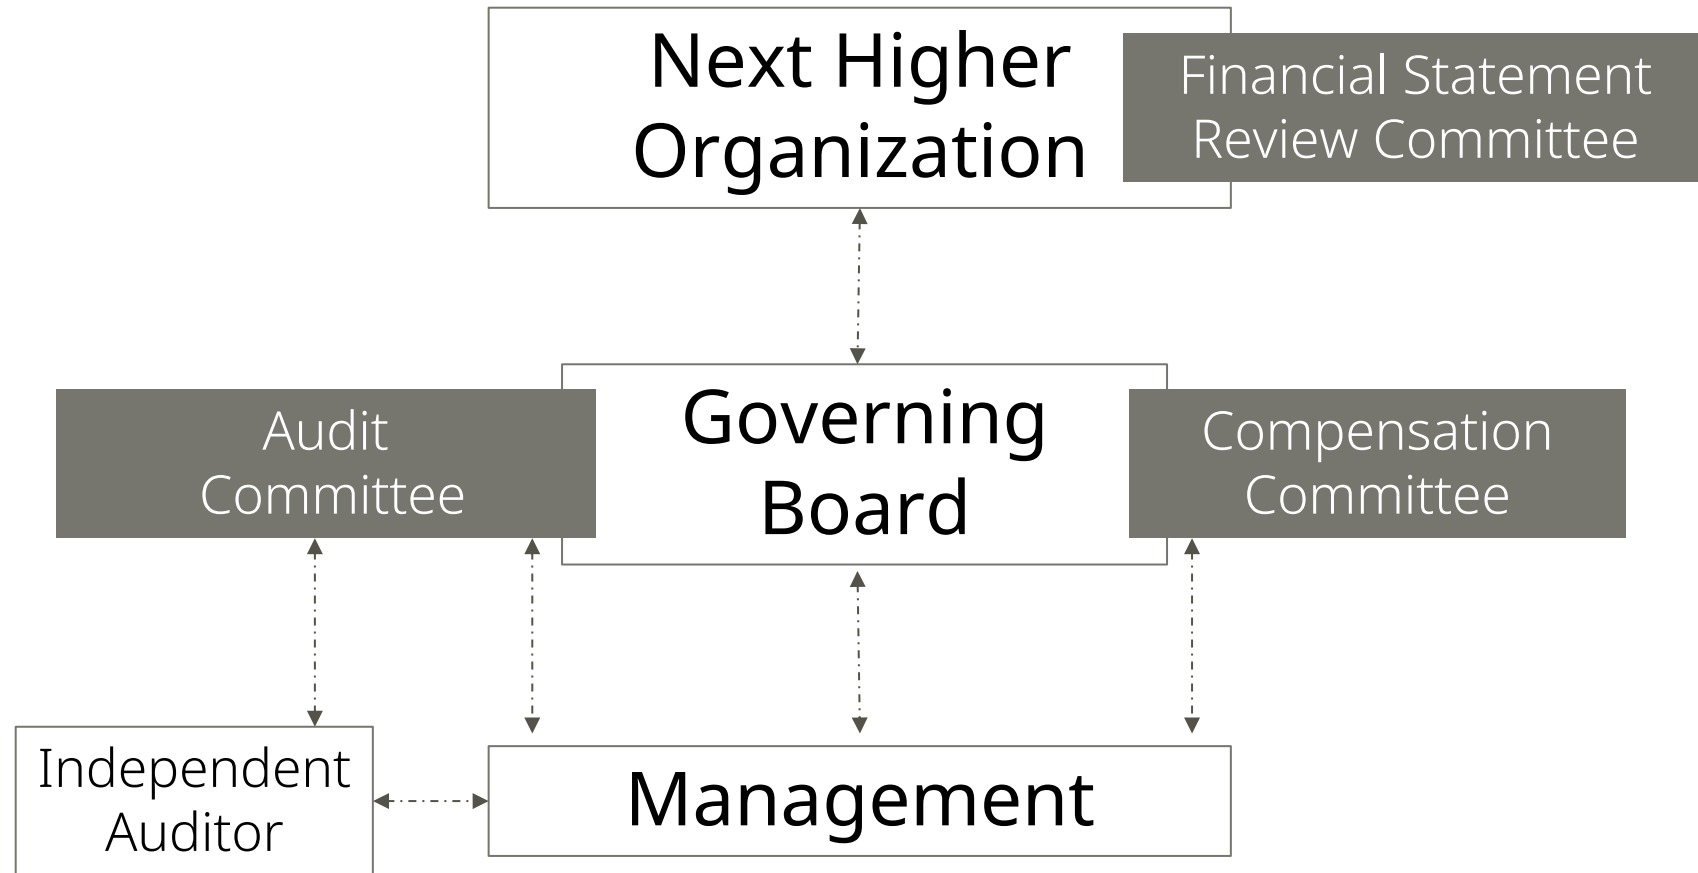 Next Higher
Organization
Financial Statement
Review Committee
Audit
Committee
Governing
Board
Compensation
Committee
Independent
Auditor
Management